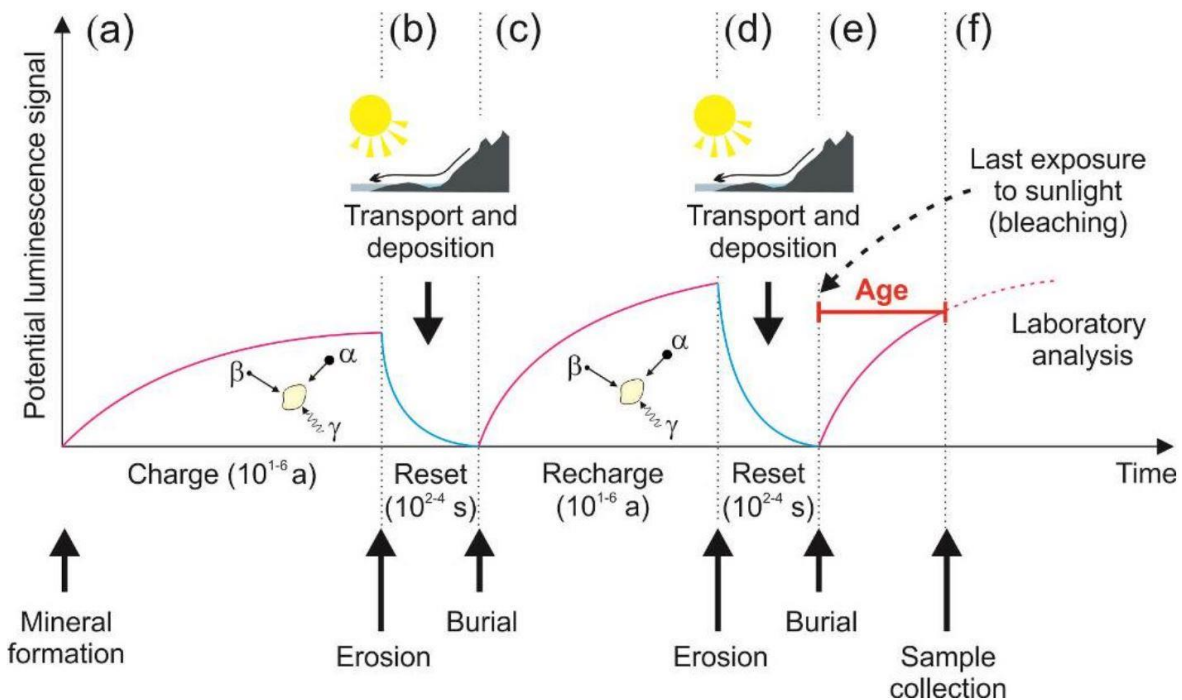 (a)
(b)
(c)
(d)
(e)
(f)
Potential luminescence signal
Transport and
deposition
Transport and
deposition
Last exposure
to sunlight
(bleaching)
Age
Laboratory
analysis
β
α
γ
β
α
γ
Charge (10¹⁻⁶ a)
Reset
(10²⁻⁴ s)
Recharge
(10¹⁻⁶ a)
Reset
(10²⁻⁴ s)
Time
Mineral
formation
Erosion
Burial
Erosion
Burial
Sample
collection